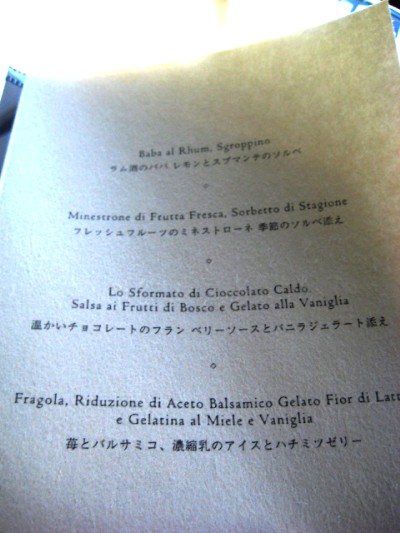 Baba al Rhum, Sgroppino
ラム酒のババ レモンとスプマンテのソルベ
Minestrone di Frutta Fresca, Sorbetto di Stagione
フレッシュフルーツのミネストローネ 季節のソルベ添え
Lo Sformato di Cioccolato Caldo,
Salsa ai Frutti di Bosco e Gelato alla Vaniglia
温かいチョコレートのフラン ベリーソースとバニラジェラート添え
Fragola, Riduzione di Aceto Balsamico Gelato Fior di Latt
e Gelatina al Miele e Vaniglia
苺とバルサミコ、濃縮乳のアイスとハチミツゼリー